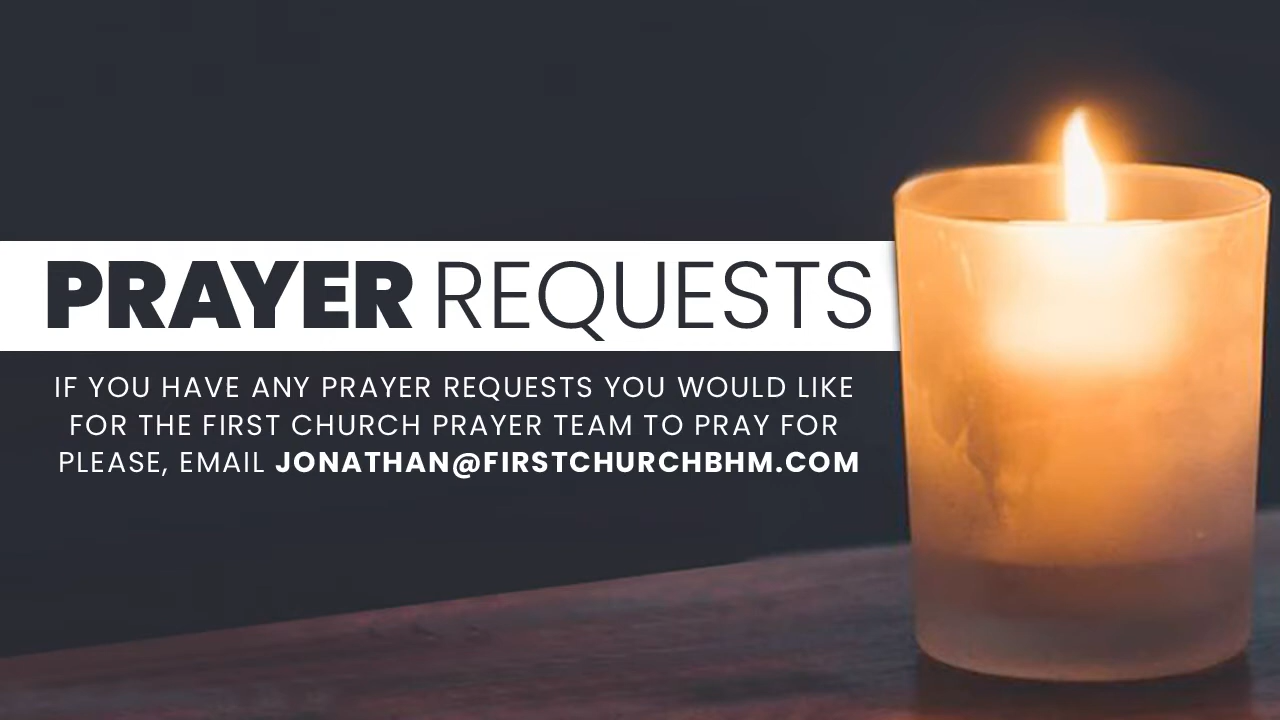 PRAYER REQUESTS
IF YOU HAVE ANY PRAYER REQUESTS YOU WOULD LIKE
FOR THE FIRST CHURCH PRAYER TEAM TO PRAY FOR
PLEASE, EMAIL JONATHAN@FIRSTCHURCHBHM.COM